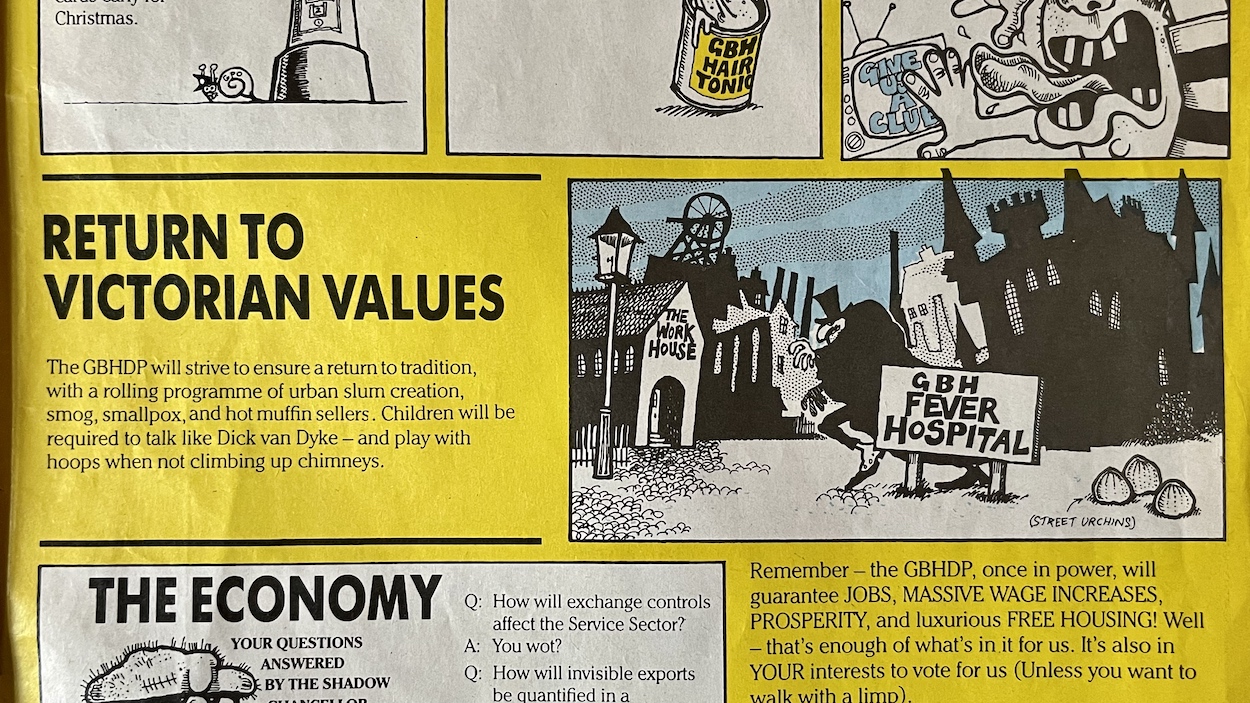 cards early for
Christmas.
GBH
HAIR
TONIC
GIVE
US
A
CLUE
RETURN TO
VICTORIAN VALUES
The GBHDP will strive to ensure a return to tradition,
with a rolling programme of urban slum creation,
smog, smallpox, and hot muffin sellers. Children will be
required to talk like Dick van Dyke – and play with
hoops when not climbing up chimneys.
THE
WORK
HOUSE
GBH
FEVER
HOSPITAL
(STREET URCHINS)
THE ECONOMY
YOUR QUESTIONS
ANSWERED
BY THE SHADOW
CHANCELLOR
Q: How will exchange controls
affect the Service Sector?
A: You wot?
Q: How will invisible exports
be quantified in a
Remember – the GBHDP, once in power, will
guarantee JOBS, MASSIVE WAGE INCREASES,
PROSPERITY, and luxurious FREE HOUSING! Well
– that's enough of what's in it for us. It's also in
YOUR interests to vote for us (Unless you want to
walk with a limp).